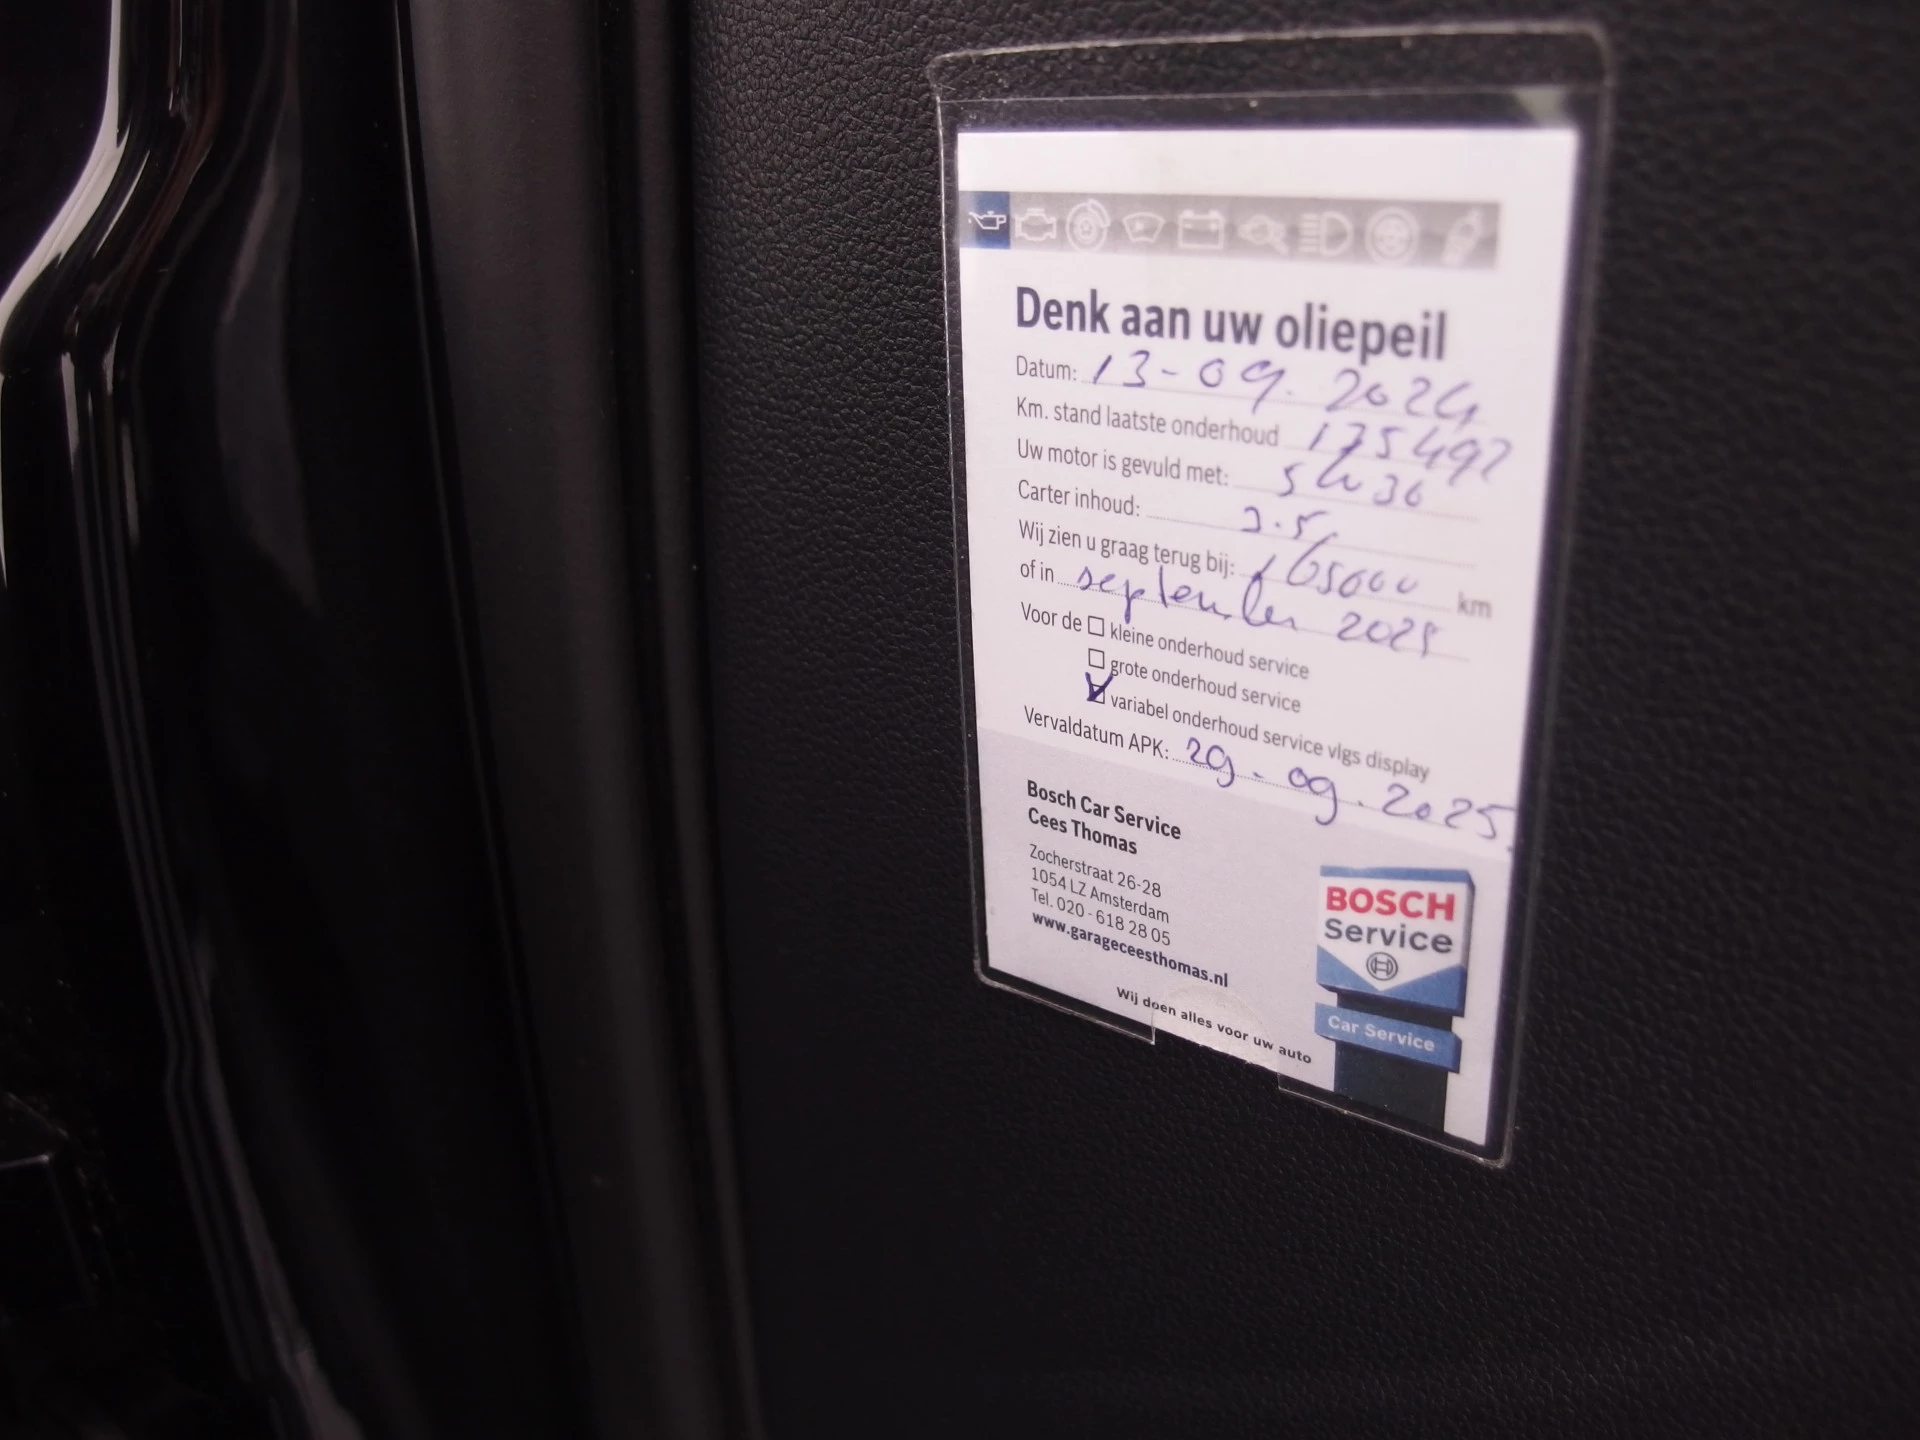 Denk aan uw oliepeil
Datum: 13-09.2024
Km. stand laatste onderhoud 175492
Uw motor is gevuld met: 5W30
Carter inhoud: 3.5
Wij zien u graag terug bij: 165000 km
of in september 2025
Voor de kleine onderhoud service
grote onderhoud service
variabel onderhoud service vlgs display
Vervaldatum APK: 29-09.2025
Bosch Car Service
Cees Thomas
Zocherstraat 26-28
1054 LZ Amsterdam
Tel. 020 - 618 28 05
www.garageceesthomas.nl
Wij doen alles voor uw auto
BOSCH
Service
Car Service